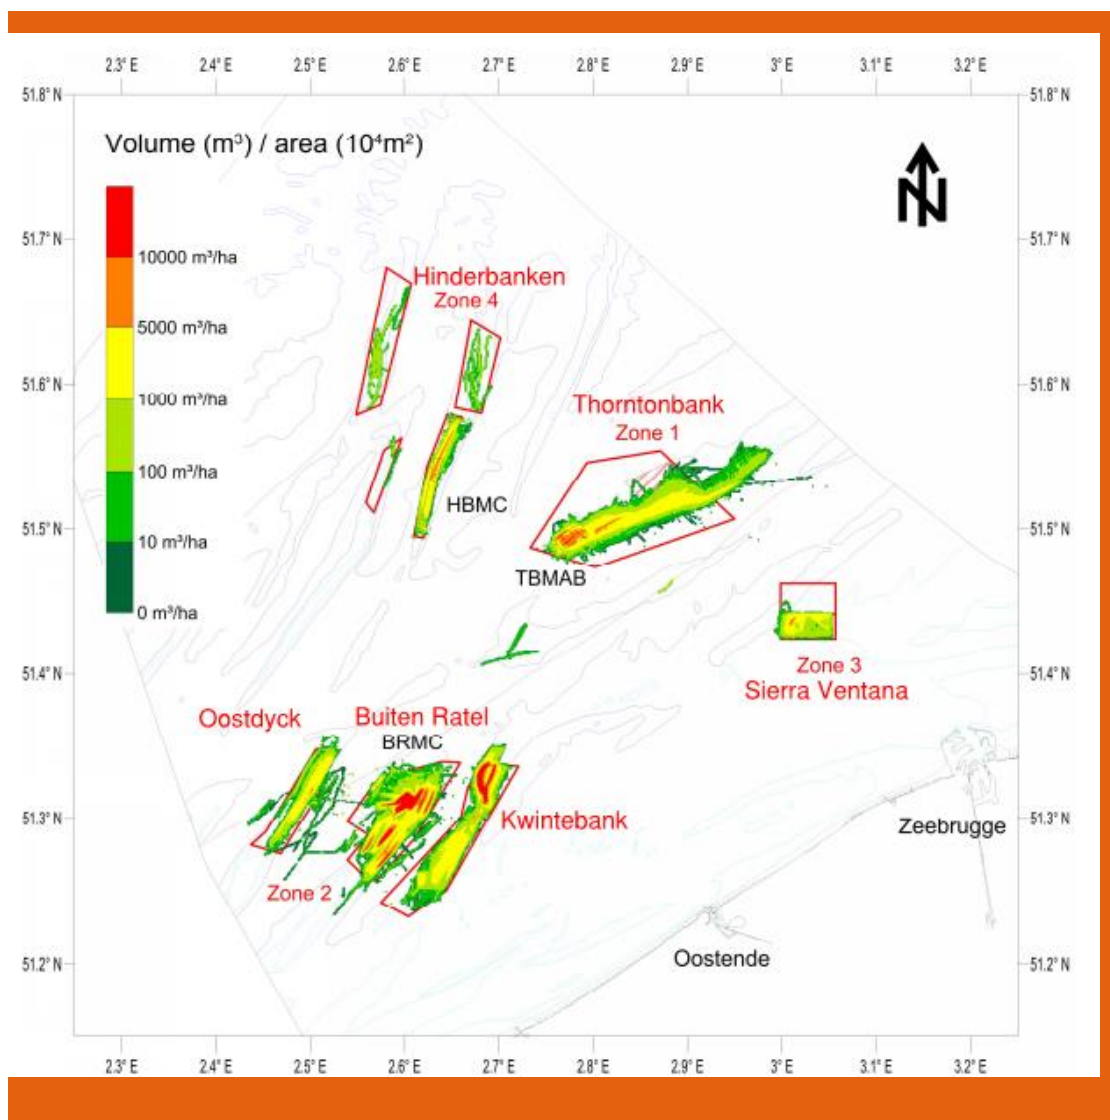 2.3° E 2.4° E 2.5° E 2.6° E 2.7° E 2.8° E 2.9° E 3° E 3.1° E 3.2° E
51.8° N 51.8° N
Volume (m³) / area (10⁴m²)
N
51.7° N 51.7° N
10000 m³/ha
Hinderbanken
Zone 4
5000 m³/ha
51.6° N 51.6° N
1000 m³/ha
Thorntonbank
Zone 1
100 m³/ha
HBMC
51.5° N 51.5° N
10 m³/ha
TBMAB
0 m³/ha
51.4° N 51.4° N
Zone 3
Sierra Ventana
Oostdyck
Buiten Ratel
BRMC
51.3° N 51.3° N
Kwintebank
Zeebrugge
Zone 2
Oostende
51.2° N 51.2° N
2.3° E 2.4° E 2.5° E 2.6° E 2.7° E 2.8° E 2.9° E 3° E 3.1° E 3.2° E